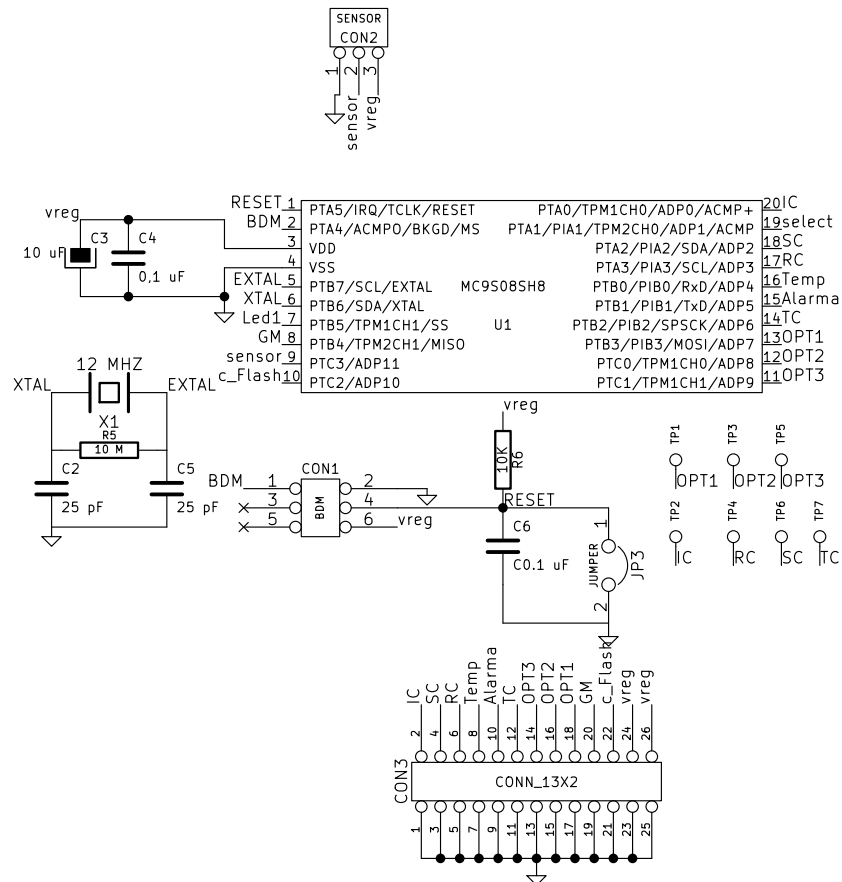 SENSOR
CON2
1
2
3
sensor
vreg
RESET 1 PTA5/IRQ/TCLK/RESET PTA0/TPM1CH0/ADP0/ACMP+ 20 IC
BDM 2 PTA4/ACMPO/BKGD/MS PTA1/PIA1/TPM2CH0/ADP1/ACMP 19 select
3 VDD PTA2/PIA2/SDA/ADP2 18 SC
4 VSS PTA3/PIA3/SCL/ADP3 17 RC
EXTAL 5 PTB7/SCL/EXTAL MC9S08SH8 PTB0/PIB0/RxD/ADP4 16 Temp
XTAL 6 PTB6/SDA/XTAL PTB1/PIB1/TxD/ADP5 15 Alarma
Led1 7 PTB5/TPM1CH1/SS U1 PTB2/PIB2/SPSCK/ADP6 14 TC
GM 8 PTB4/TPM2CH1/MISO PTB3/PIB3/MOSI/ADP7 13 OPT1
sensor 9 PTC3/ADP11 PTC0/TPM1CH0/ADP8 12 OPT2
c_Flash 10 PTC2/ADP10 PTC1/TPM1CH1/ADP9 11 OPT3
vreg
C3
10 uF
C4
0,1 uF
12 MHZ
XTAL
EXTAL
X1
R5
10 M
C2
25 pF
C5
25 pF
CON1
BDM
BDM 1
3
5
2
4
6 vreg
vreg
10K
R6
RESET
C6
C0.1 uF
1
JUMPER
JP3
2
TP1
OPT1
TP3
OPT2
TP5
OPT3
TP2
IC
TP4
RC
TP6
SC
TP7
TC
IC
SC
RC
Temp
Alarma
TC
OPT3
OPT2
OPT1
GM
c_Flash
vreg
vreg
2
4
6
8
10
12
14
16
18
20
22
24
26
CON3
CONN_13X2
1
3
5
7
9
11
13
15
17
19
21
23
25